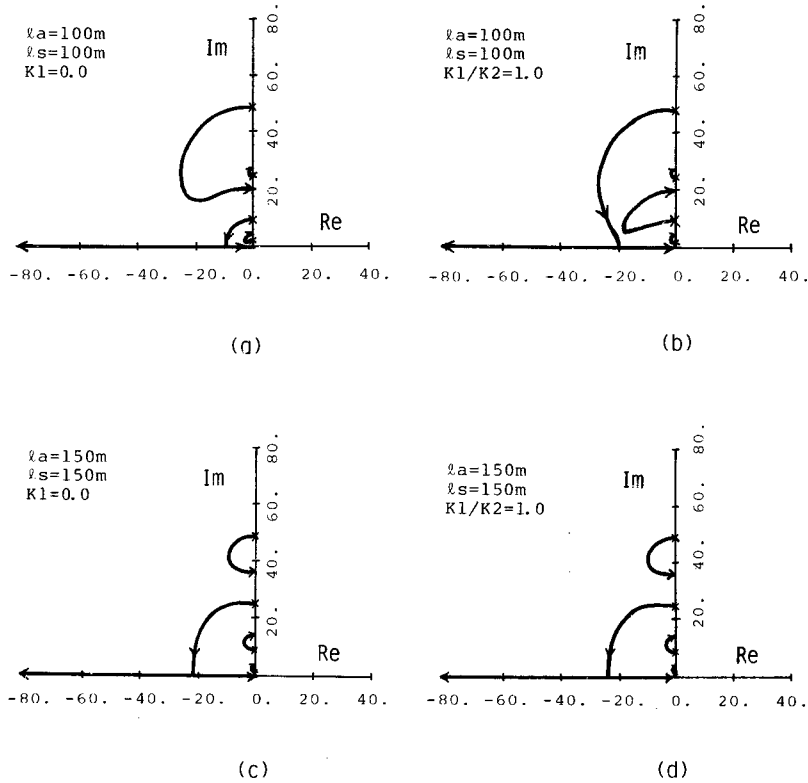 ℓa=100m
ℓs=100m
K1=0.0
Im
80.
60.
40.
20.
Re
-80. -60. -40. -20. 0. 20. 40.
(a)
ℓa=100m
ℓs=100m
K1/K2=1.0
Im
80.
60.
40.
20.
Re
-80. -60. -40. -20. 0. 20. 40.
(b)
ℓa=150m
ℓs=150m
K1=0.0
Im
80.
60.
40.
20.
Re
-80. -60. -40. -20. 0. 20. 40.
(c)
ℓa=150m
ℓs=150m
K1/K2=1.0
Im
80.
60.
40.
20.
Re
-80. -60. -40. -20. 0. 20. 40.
(d)